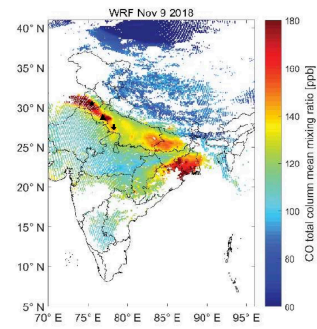 WRF Nov 9 2018
40° N
35° N
30° N
25° N
20° N
15° N
10° N
5° N
70° E 75° E 80° E 85° E 90° E 95° E
180
160
140
120
100
80
60
CO total column mean mixing ratio [ppb]